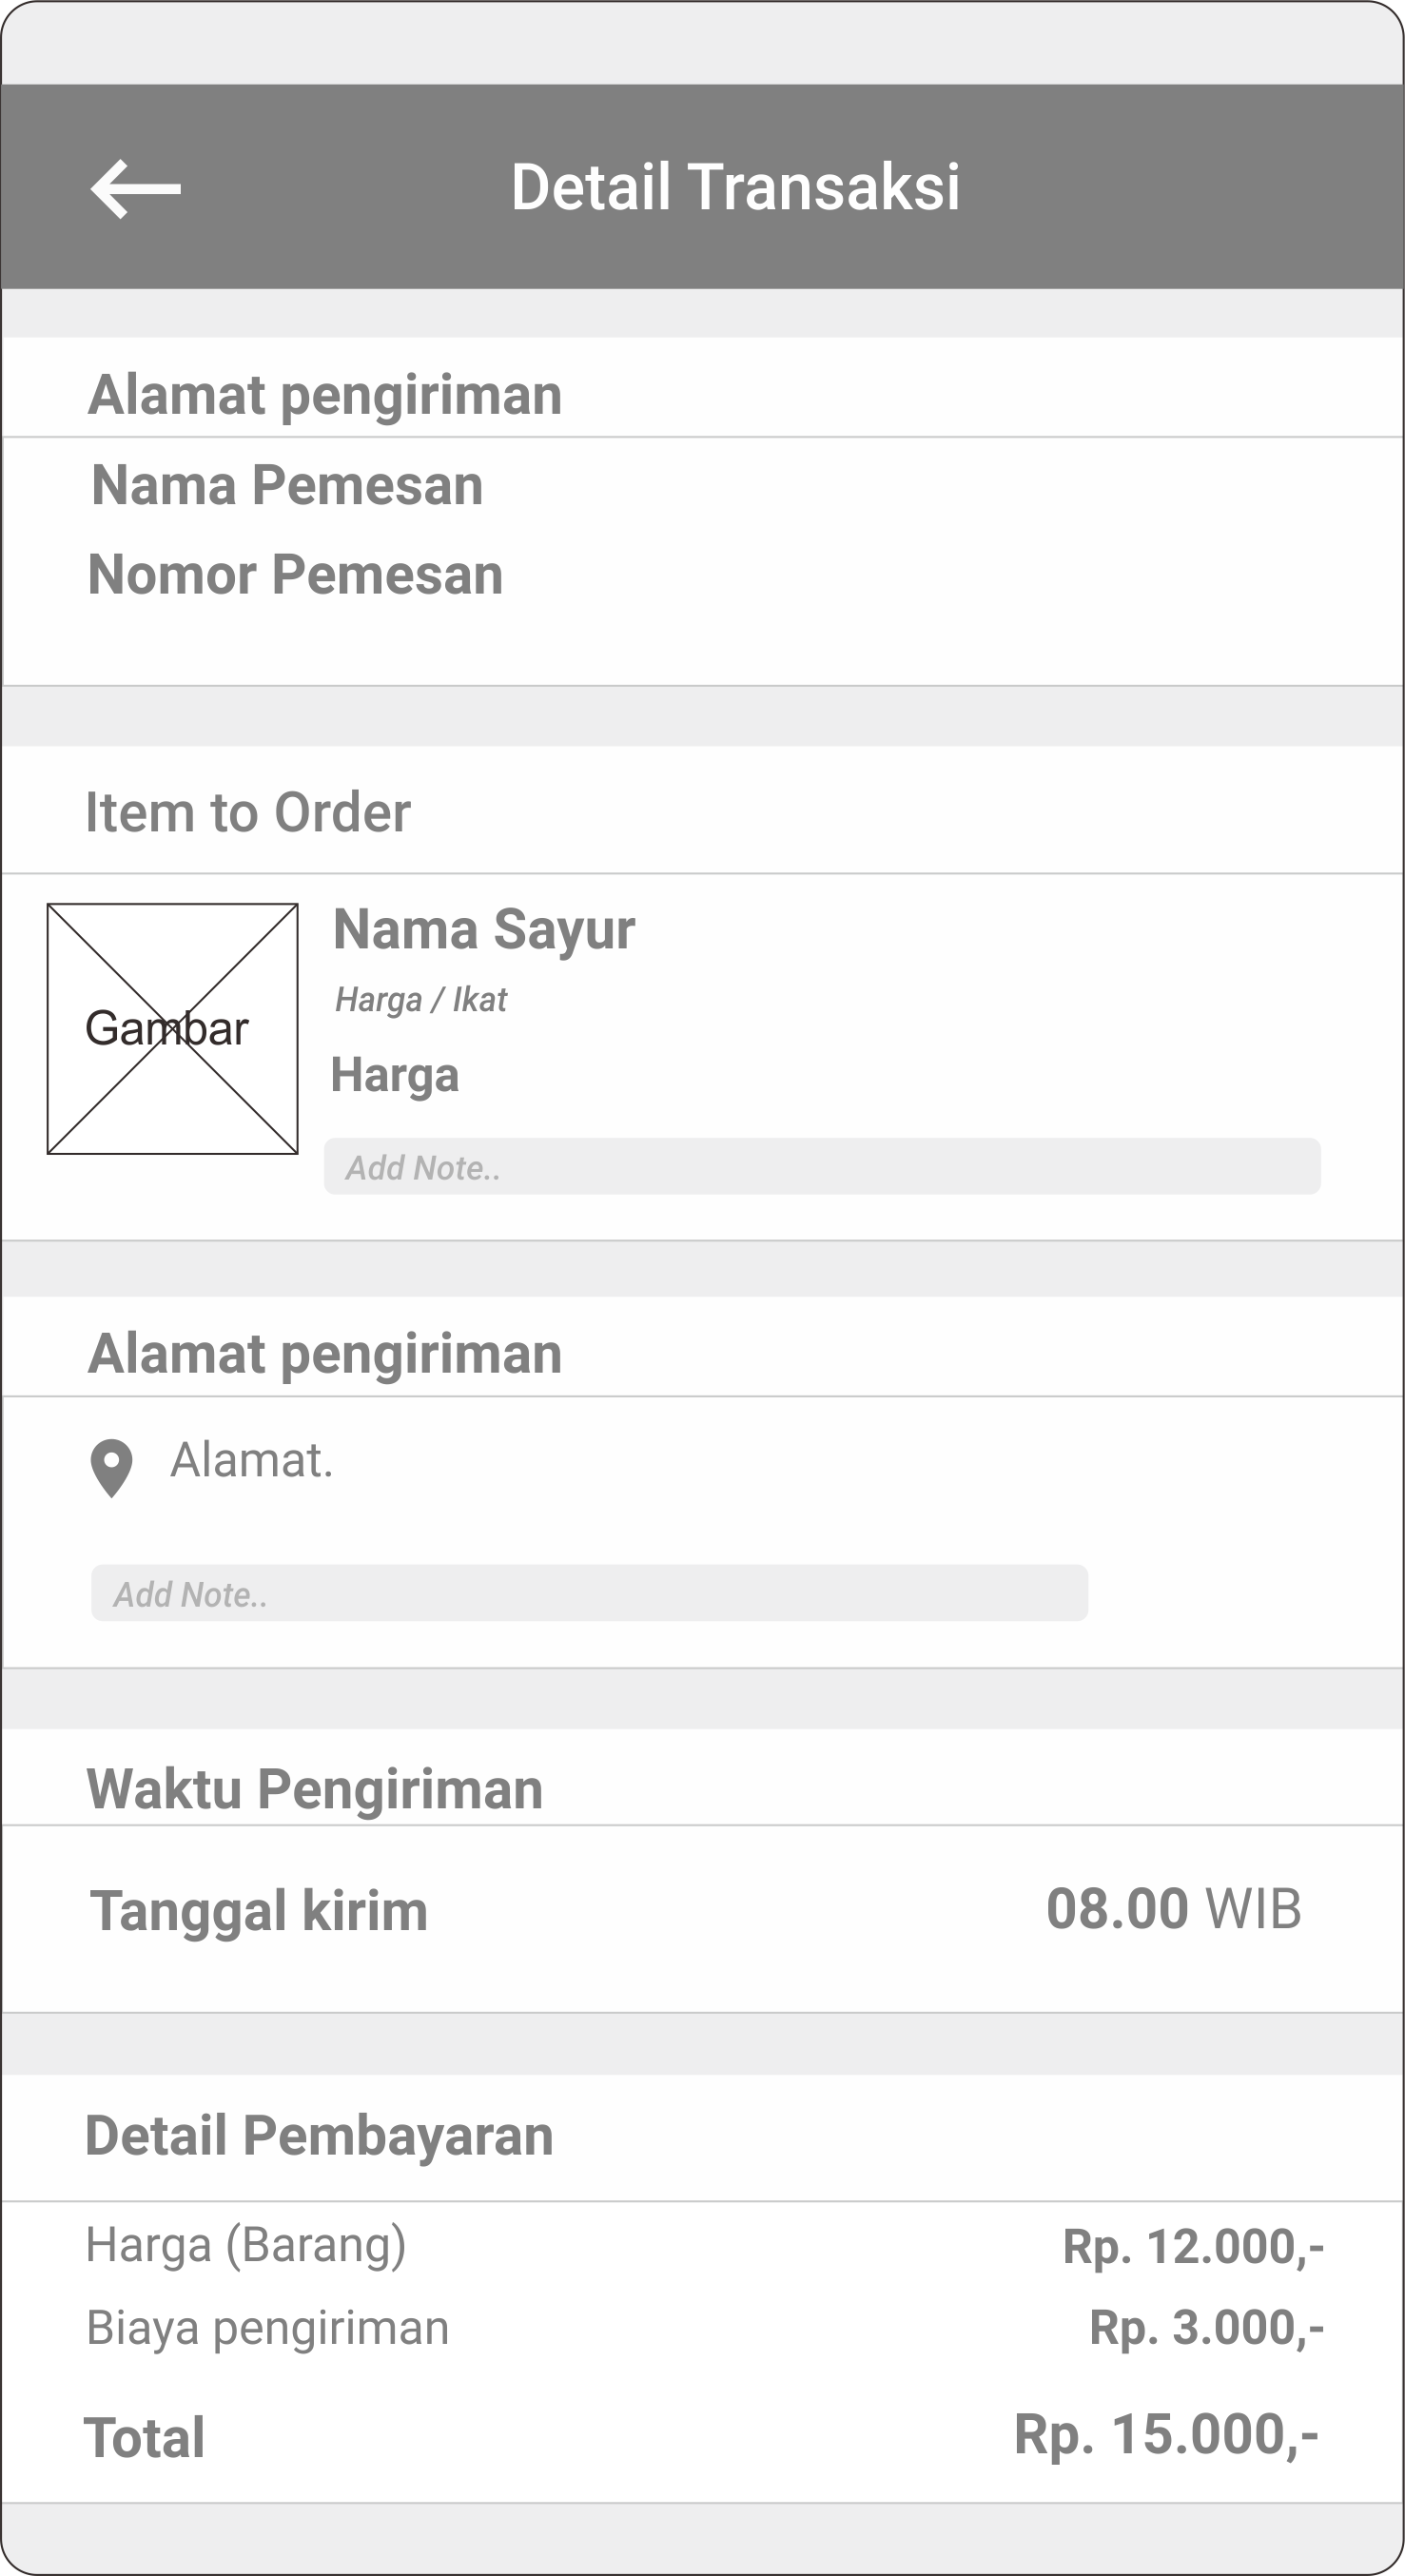 Detail Transaksi
Alamat pengiriman
Nama Pemesan
Nomor Pemesan
Item to Order
Gambar
Nama Sayur
Harga / Ikat
Harga
Add Note..
Alamat pengiriman
Alamat.
Add Note..
Waktu Pengiriman
Tanggal kirim 08.00 WIB
Detail Pembayaran
Harga (Barang) Rp. 12.000,-
Biaya pengiriman Rp. 3.000,-
Total Rp. 15.000,-